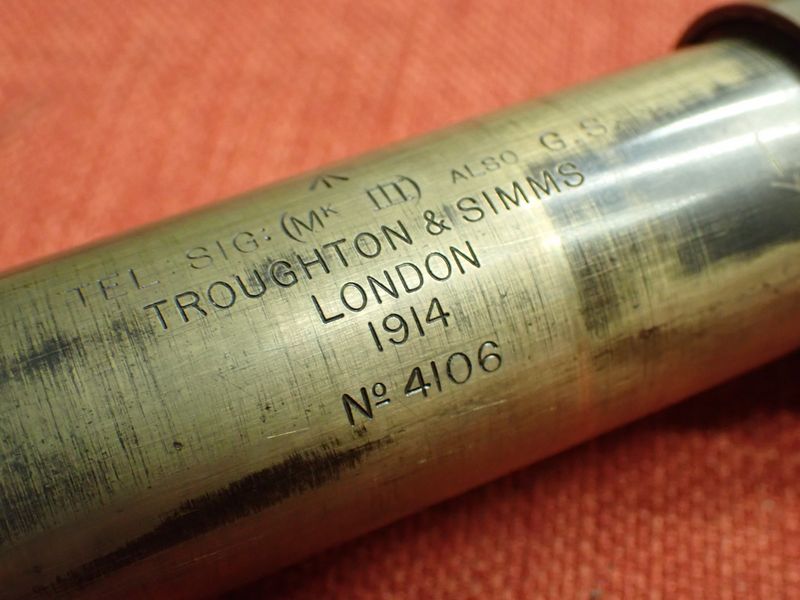 TEL: SIG: (MK III) ALSO G.S.
TROUGHTON & SIMMS
LONDON
1914
Nº 4106